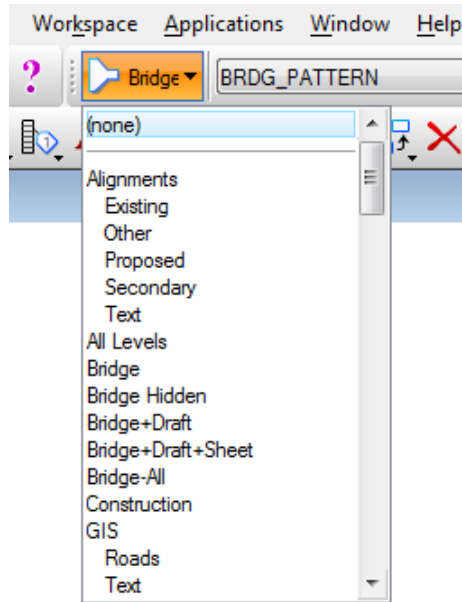 Workspace Applications Window Help
? Bridge BRDG_PATTERN
(none)
Alignments
Existing
Other
Proposed
Secondary
Text
All Levels
Bridge
Bridge Hidden
Bridge+Draft
Bridge+Draft+Sheet
Bridge-All
Construction
GIS
Roads
Text